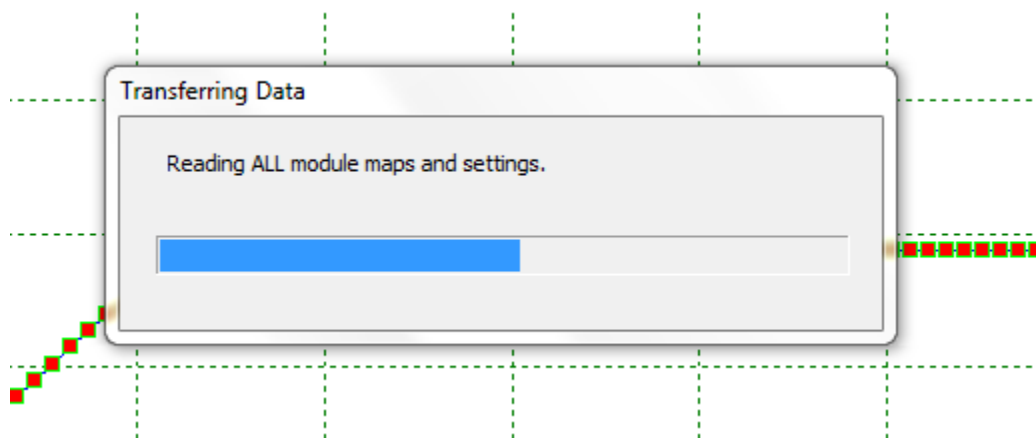 Transferring Data
Reading ALL module maps and settings.